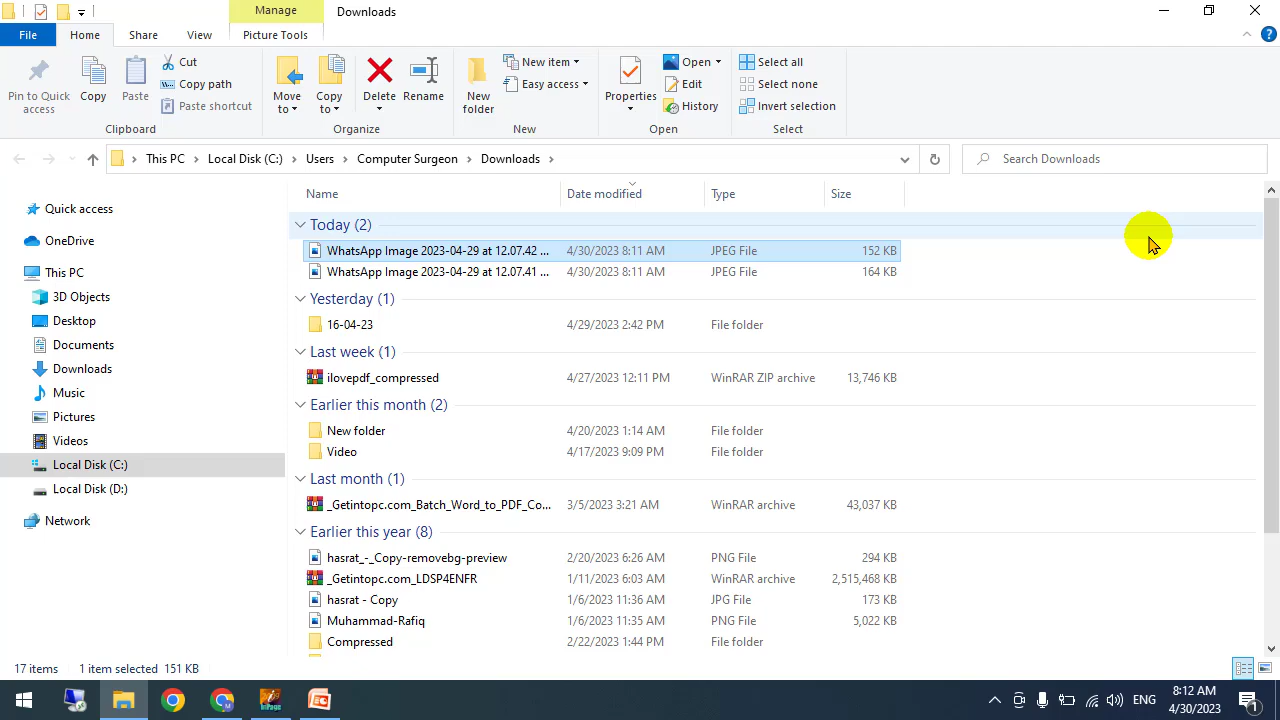 Manage
Downloads
File
Home
Share
View
Picture Tools
Pin to Quick access
Copy
Paste
Cut
Copy path
Paste shortcut
Move to
Copy to
Delete
Rename
New folder
New item
Easy access
Properties
Open
Edit
History
Select all
Select none
Invert selection
Clipboard
Organize
New
Open
Select
This PC
Local Disk (C:)
Users
Computer Surgeon
Downloads
Search Downloads
Name
Date modified
Type
Size
Quick access
OneDrive
This PC
3D Objects
Desktop
Documents
Downloads
Music
Pictures
Videos
Local Disk (C:)
Local Disk (D:)
Network
Today (2)
WhatsApp Image 2023-04-29 at 12.07.42 ... 4/30/2023 8:11 AM JPEG File 152 KB
WhatsApp Image 2023-04-29 at 12.07.41 ... 4/30/2023 8:11 AM JPEG File 164 KB
Yesterday (1)
16-04-23 4/29/2023 2:42 PM File folder
Last week (1)
ilovepdf_compressed 4/27/2023 12:11 PM WinRAR ZIP archive 13,746 KB
Earlier this month (2)
New folder 4/20/2023 1:14 AM File folder
Video 4/17/2023 9:09 PM File folder
Last month (1)
_Getintopc.com_Batch_Word_to_PDF_Co... 3/5/2023 3:21 AM WinRAR archive 43,037 KB
Earlier this year (8)
hasrat_-_Copy-removebg-preview 2/20/2023 6:26 AM PNG File 294 KB
_Getintopc.com_LDSP4ENFR 1/11/2023 6:03 AM WinRAR archive 2,515,468 KB
hasrat - Copy 1/6/2023 11:36 AM JPG File 173 KB
Muhammad-Rafiq 1/6/2023 11:35 AM PNG File 5,022 KB
Compressed 2/22/2023 1:44 PM File folder
17 items
1 item selected 151 KB
ENG
8:12 AM
4/30/2023
1